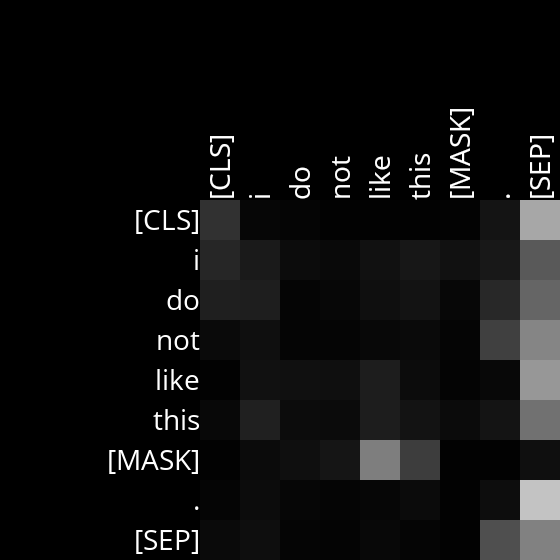 [CLS] i do not like this [MASK] . [SEP]
[CLS]
i
do
not
like
this
[MASK]
.
[SEP]